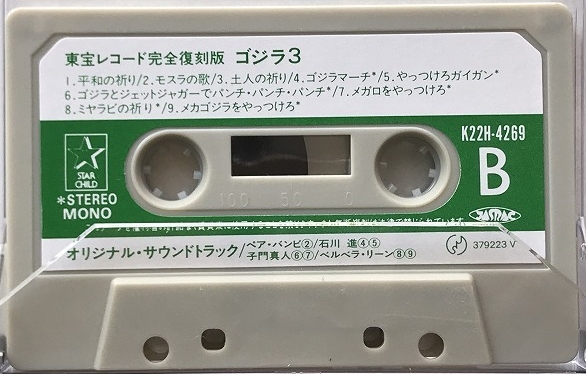 東宝レコード完全復刻版 ゴジラ3
1.平和の祈り/2.モスラの歌/3.土人の祈り/4.ゴジラマーチ*/5.やっつけろガイガン*
6.ゴジラとジェットジャガーでパンチ・パンチ・パンチ*/7.メガロをやっつけろ*
8.ミヤラビの祈り*/9.メカゴジラをやっつけろ*
K22H-4269
B
STAR CHILD
*STEREO
MONO
100 50 0
JASRAC
オリジナル・サウンドトラック/ペア・バンビ②/石川 進④⑤
子門真人⑥⑦/ベルベラ・リーン⑧⑨
379223 V